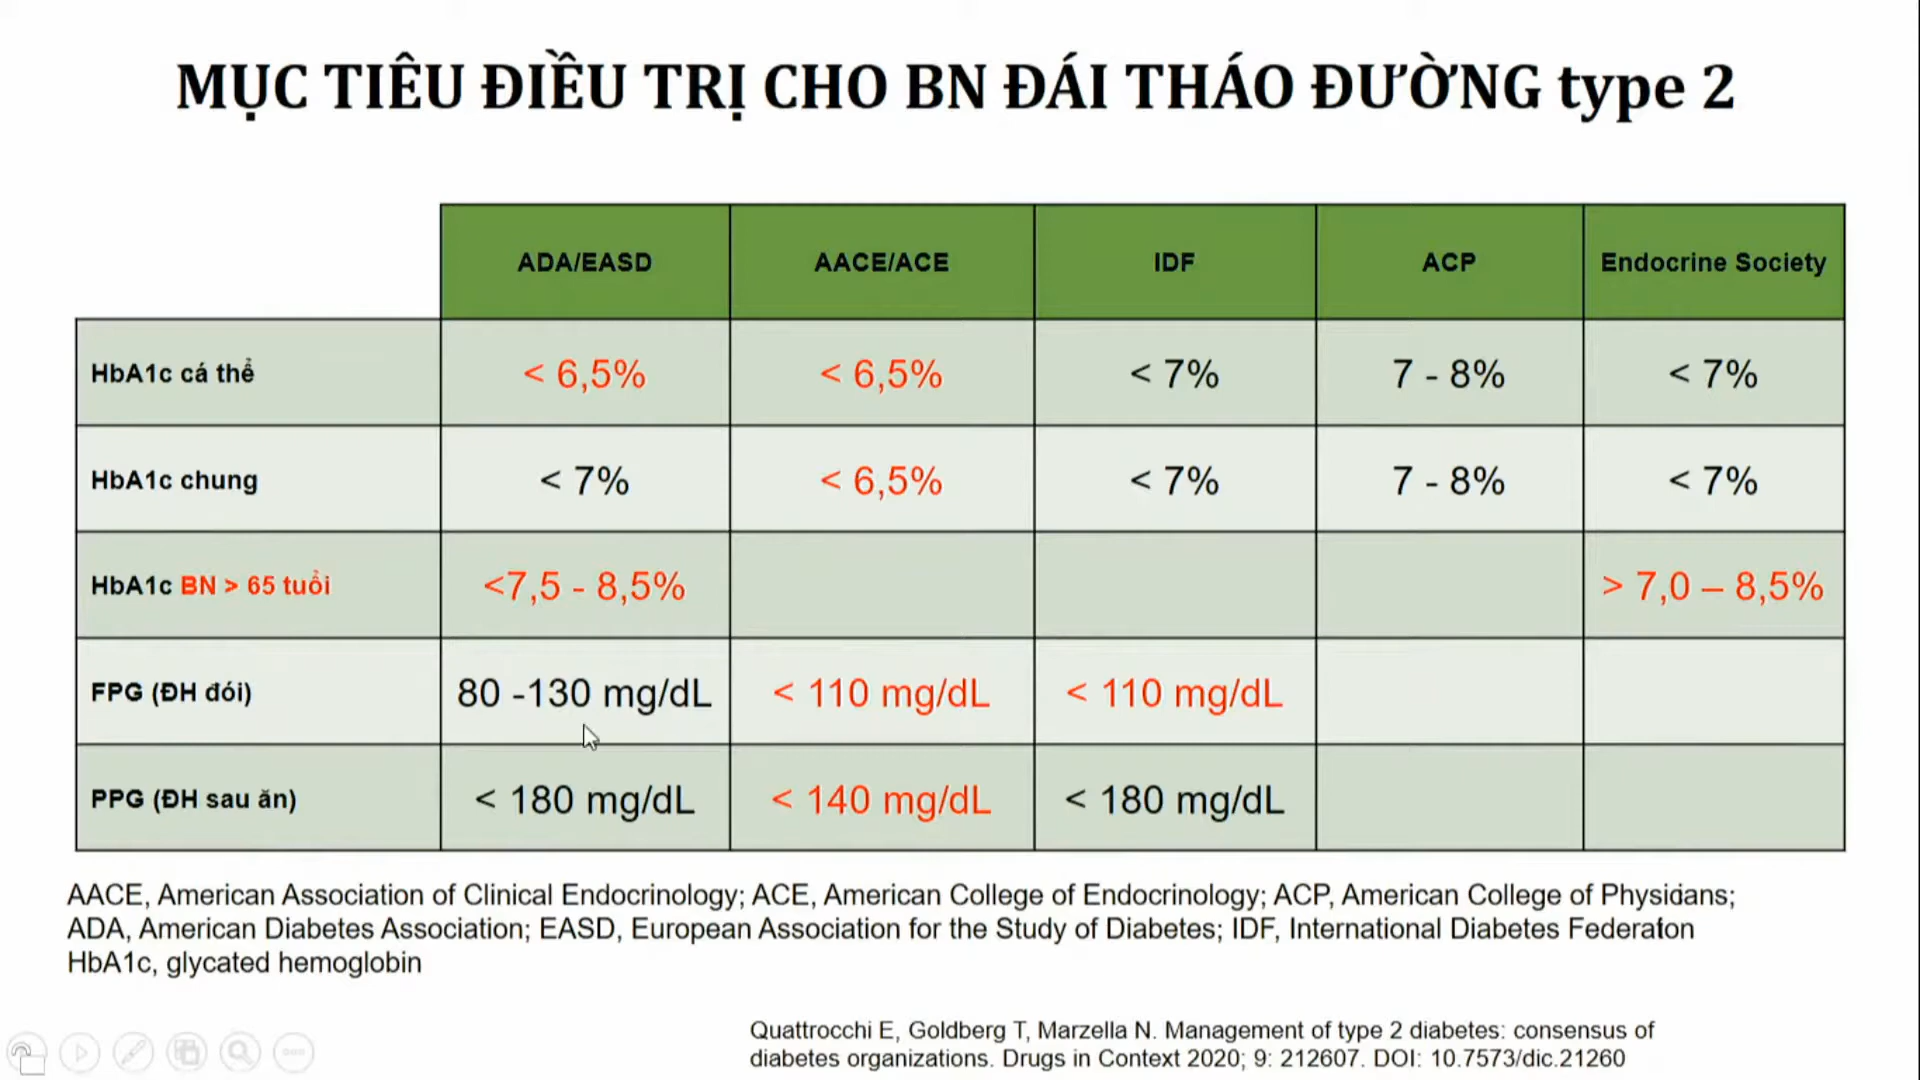 MỤC TIÊU ĐIỀU TRỊ CHO BN ĐÁI THÁO ĐƯỜNG type 2
ADA/EASD AACE/ACE IDF ACP Endocrine Society
HbA1c cá thể < 6,5% < 6,5% < 7% 7 - 8% < 7%
HbA1c chung < 7% < 6,5% < 7% 7 - 8% < 7%
HbA1c BN > 65 tuổi <7,5 - 8,5% > 7,0 – 8,5%
FPG (ĐH đói) 80 -130 mg/dL < 110 mg/dL < 110 mg/dL
PPG (ĐH sau ăn) < 180 mg/dL < 140 mg/dL < 180 mg/dL
AACE, American Association of Clinical Endocrinology; ACE, American College of Endocrinology; ACP, American College of Physicians;
ADA, American Diabetes Association; EASD, European Association for the Study of Diabetes; IDF, International Diabetes Federaton
HbA1c, glycated hemoglobin
Quattrocchi E, Goldberg T, Marzella N. Management of type 2 diabetes: consensus of
diabetes organizations. Drugs in Context 2020; 9: 212607. DOI: 10.7573/dic.21260